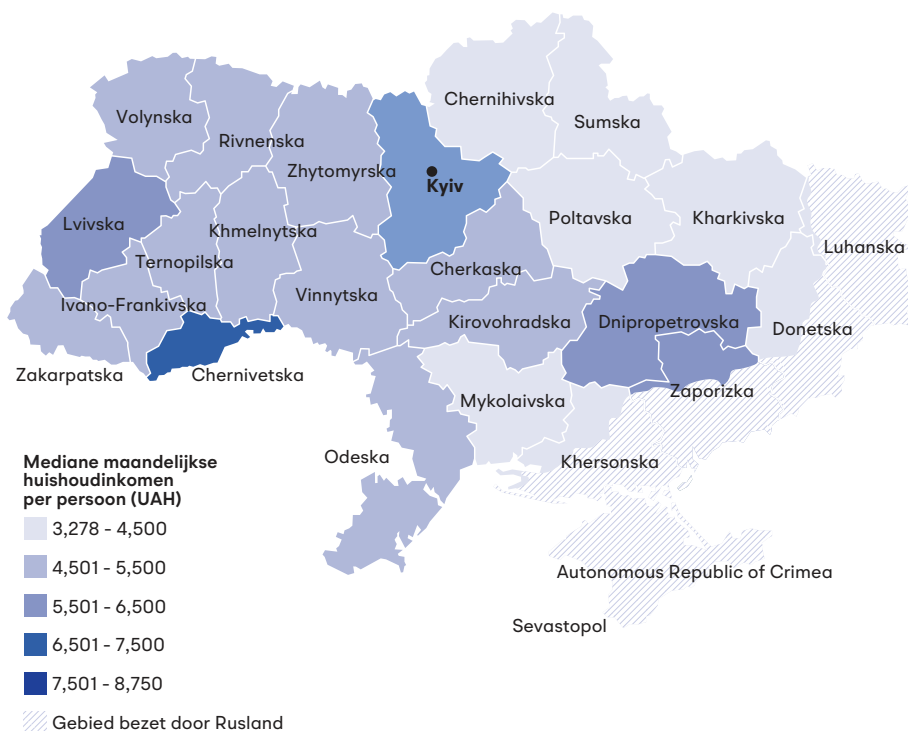 Chernihivska
Volynska
Sumska
Rivnenska
Zhytomyrska
Kyiv
Lvivska
Poltavska
Kharkivska
Khmelnytska
Luhanska
Ternopilska
Cherkaska
Vinnytska
Ivano-Frankivska
Kirovohradska
Dnipropetrovska
Donetska
Zakarpatska
Chernivetska
Zaporizka
Mykolaivska
Odeska
Khersonska
Mediane maandelijkse
huishoudinkomen
per persoon (UAH)
3,278 - 4,500
4,501 - 5,500
5,501 - 6,500
6,501 - 7,500
7,501 - 8,750
Gebied bezet door Rusland
Autonomous Republic of Crimea
Sevastopol